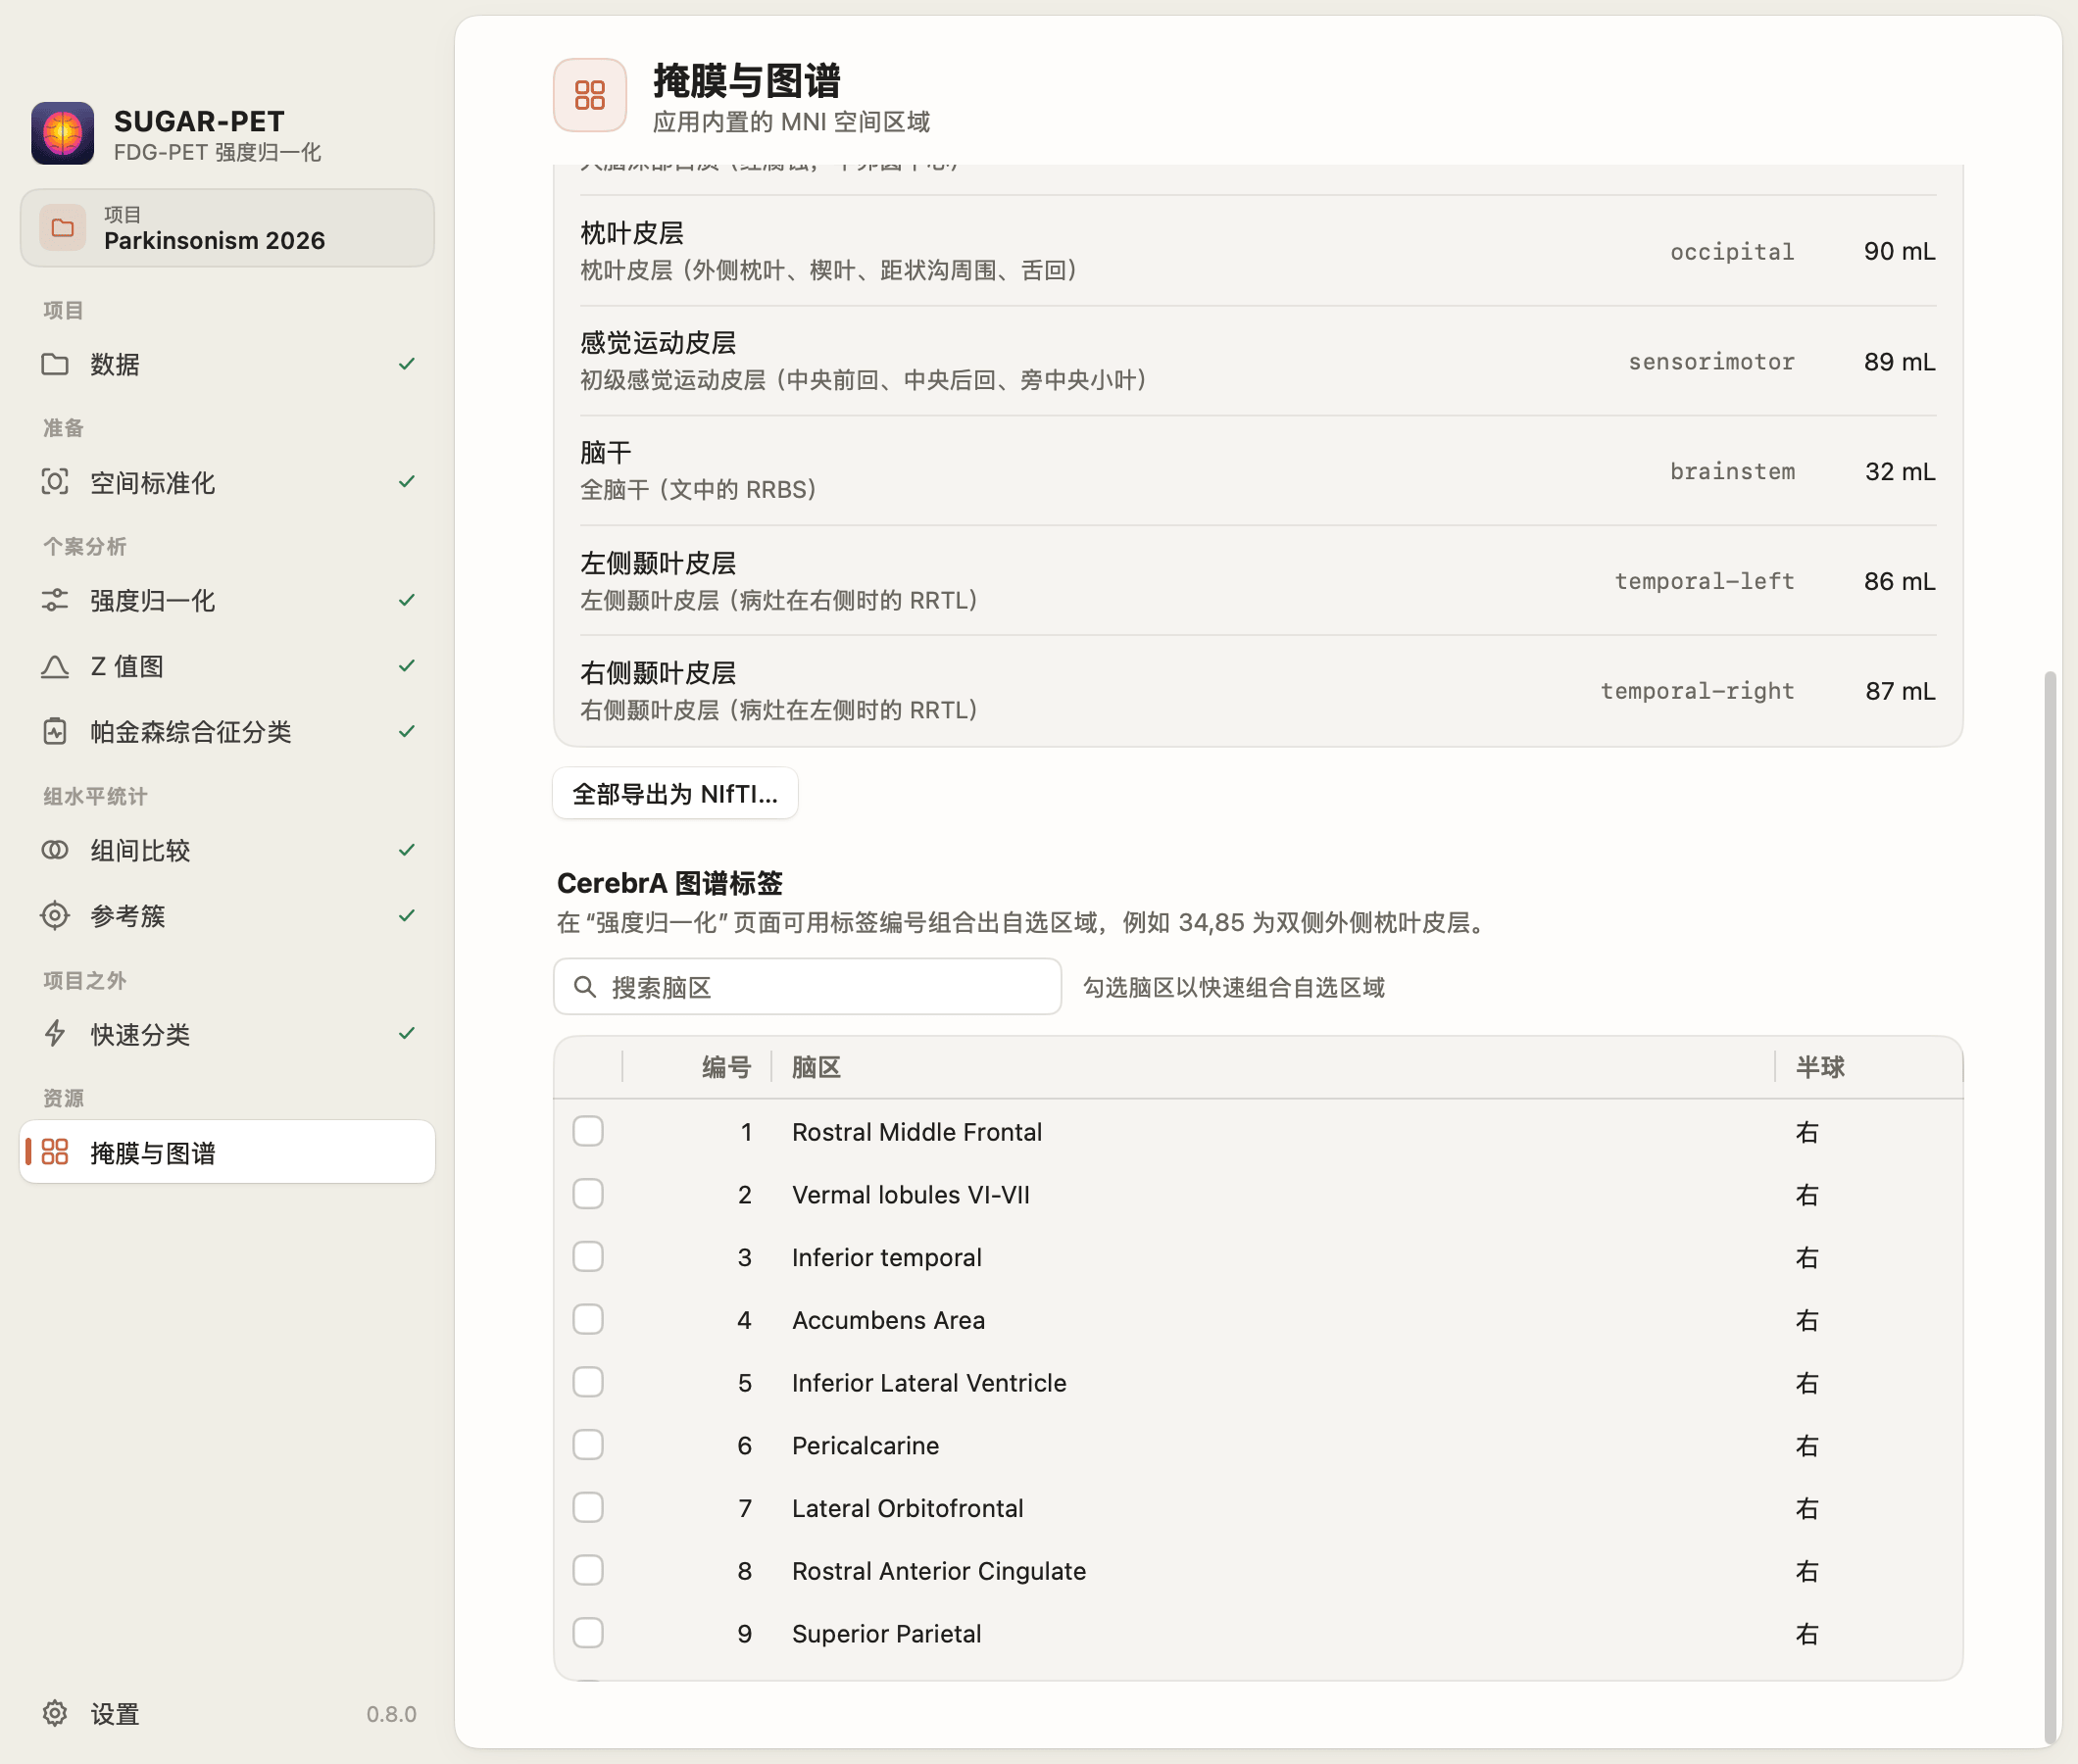 SUGAR-PET
FDG-PET 强度归一化
项目
Parkinsonism 2026
项目
数据
准备
空间标准化
个案分析
强度归一化
Z 值图
帕金森综合征分类
组水平统计
组间比较
参考簇
项目之外
快速分类
资源
掩膜与图谱
设置
0.8.0
掩膜与图谱
应用内置的 MNI 空间区域
枕叶皮层
枕叶皮层（外侧枕叶、楔叶、距状沟周围、舌回）
occipital
90 mL
感觉运动皮层
初级感觉运动皮层（中央前回、中央后回、旁中央小叶）
sensorimotor
89 mL
脑干
全脑干（文中的 RRBS）
brainstem
32 mL
左侧颞叶皮层
左侧颞叶皮层（病灶在右侧时的 RRTL）
temporal-left
86 mL
右侧颞叶皮层
右侧颞叶皮层（病灶在左侧时的 RRTL）
temporal-right
87 mL
全部导出为 NIfTI...
CerebrA 图谱标签
在“强度归一化”页面可用标签编号组合出自选区域，例如 34,85 为双侧外侧枕叶皮层。
搜索脑区
勾选脑区以快速组合自选区域
编号 脑区 半球
1 Rostral Middle Frontal 右
2 Vermal lobules VI-VII 右
3 Inferior temporal 右
4 Accumbens Area 右
5 Inferior Lateral Ventricle 右
6 Pericalcarine 右
7 Lateral Orbitofrontal 右
8 Rostral Anterior Cingulate 右
9 Superior Parietal 右